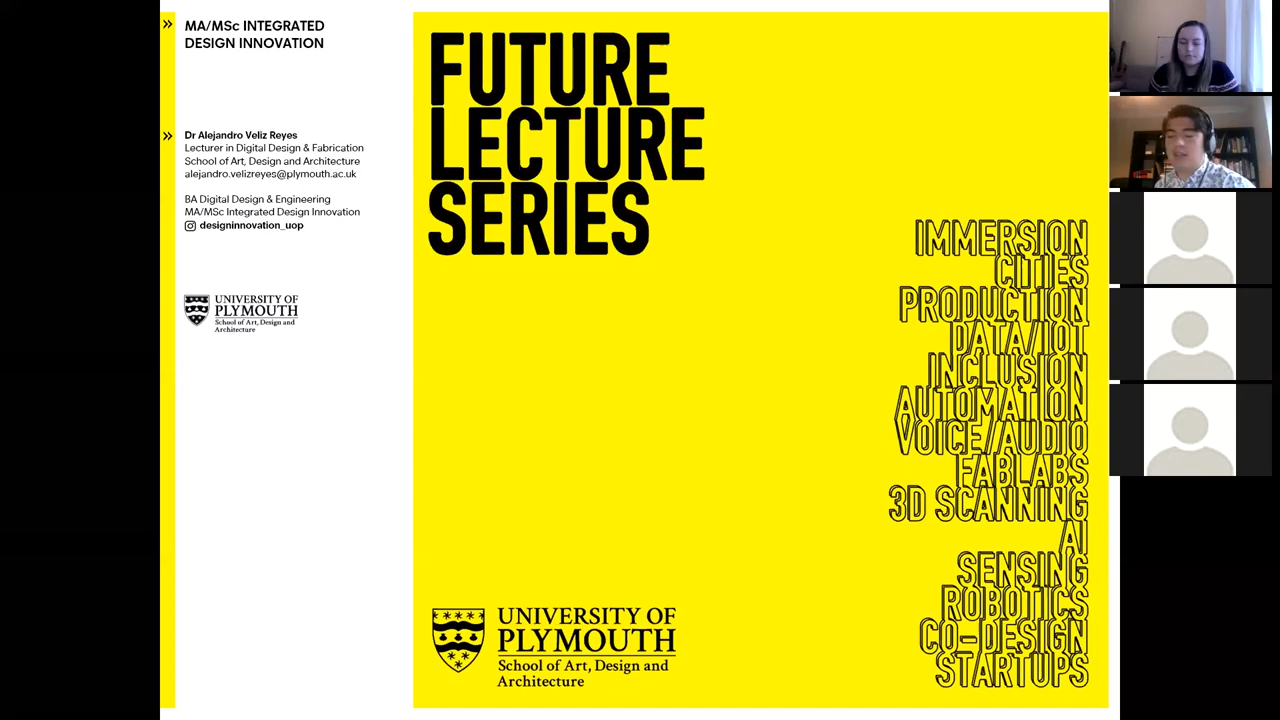 » MA/MSc INTEGRATED
DESIGN INNOVATION
» Dr Alejandro Veliz Reyes
Lecturer in Digital Design & Fabrication
School of Art, Design and Architecture
alejandro.velizreyes@plymouth.ac.uk
BA Digital Design & Engineering
MA/MSc Integrated Design Innovation
designinnovation_uop
UNIVERSITY OF
PLYMOUTH
School of Art, Design and
Architecture
FUTURE
LECTURE
SERIES
IMMERSION
CITIES
PRODUCTION
DATA/IOT
INCLUSION
AUTOMATION
VOICE/AUDIO
FABLABS
3D SCANNING
AI
SENSING
ROBOTICS
CO-DESIGN
STARTUPS
UNIVERSITY OF
PLYMOUTH
School of Art, Design and
Architecture